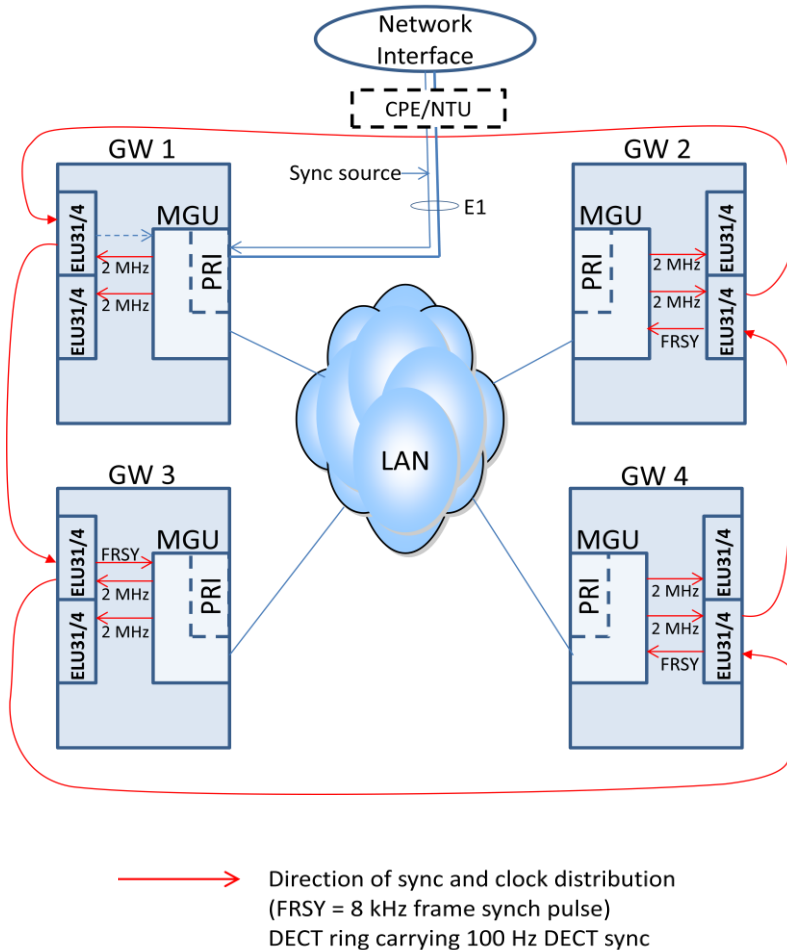 Network
Interface
CPE/NTU
GW 1
GW 2
Sync source
E1
ELU31/4
MGU
2 MHz
PRI
ELU31/4
2 MHz
MGU
PRI
2 MHz
ELU31/4
2 MHz
FRSY
ELU31/4
LAN
GW 3
GW 4
ELU31/4
FRSY
MGU
2 MHz
PRI
ELU31/4
2 MHz
MGU
PRI
2 MHz
ELU31/4
2 MHz
FRSY
ELU31/4
Direction of sync and clock distribution
(FRSY = 8 kHz frame synch pulse)
DECT ring carrying 100 Hz DECT sync